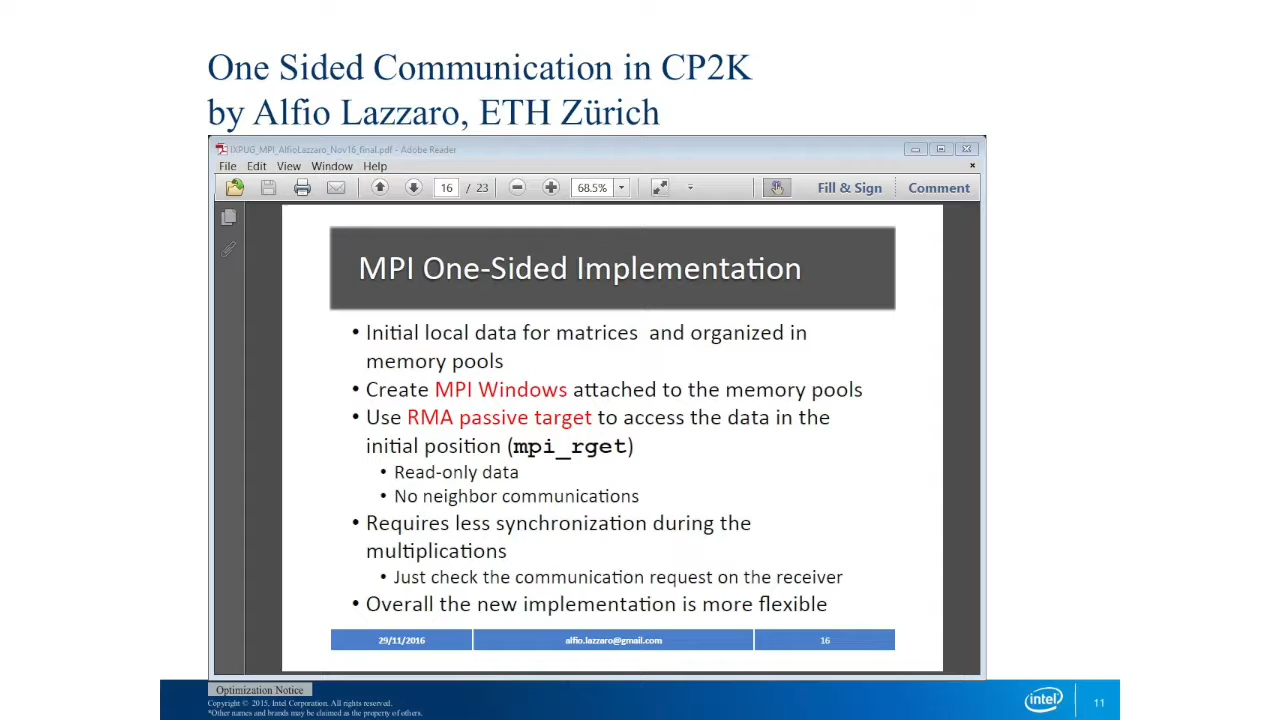 One Sided Communication in CP2K
by Alfio Lazzaro, ETH Zürich
IXPUG_MPI_AlfioLazzaro_Nov16_final.pdf - Adobe Reader
File Edit View Window Help
16 / 23 68.5% Fill & Sign Comment
MPI One-Sided Implementation
• Initial local data for matrices and organized in
memory pools
• Create MPI Windows attached to the memory pools
• Use RMA passive target to access the data in the
initial position (mpi_rget)
• Read-only data
• No neighbor communications
• Requires less synchronization during the
multiplications
• Just check the communication request on the receiver
• Overall the new implementation is more flexible
29/11/2016 alfio.lazzaro@gmail.com 16
Optimization Notice
Copyright © 2015, Intel Corporation. All rights reserved.
*Other names and brands may be claimed as the property of others.
intel 11